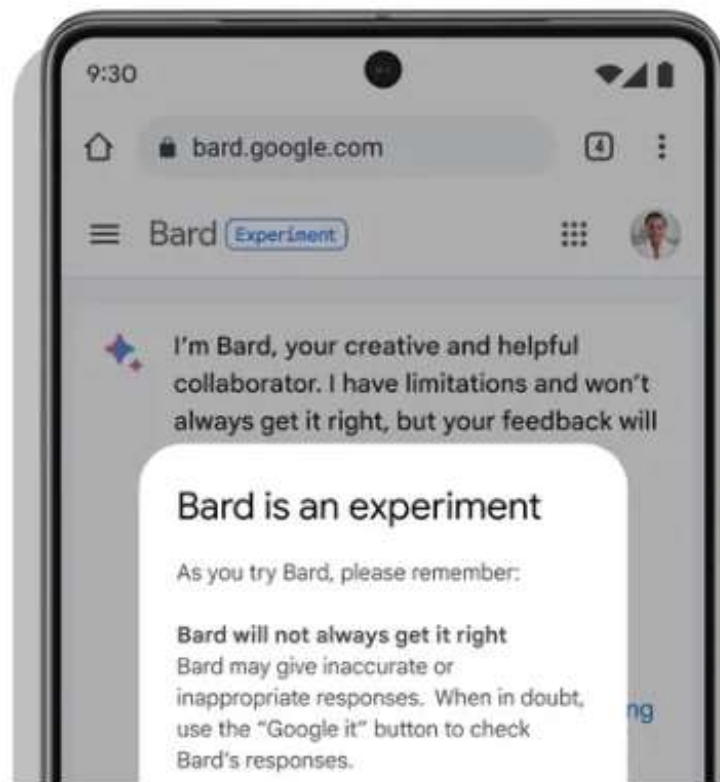 9:30
bard.google.com 4
Bard Experiment
I'm Bard, your creative and helpful
collaborator. I have limitations and won't
always get it right, but your feedback will
Bard is an experiment
As you try Bard, please remember:
Bard will not always get it right
Bard may give inaccurate or
inappropriate responses. When in doubt,
ng
use the “Google it” button to check
Bard's responses.